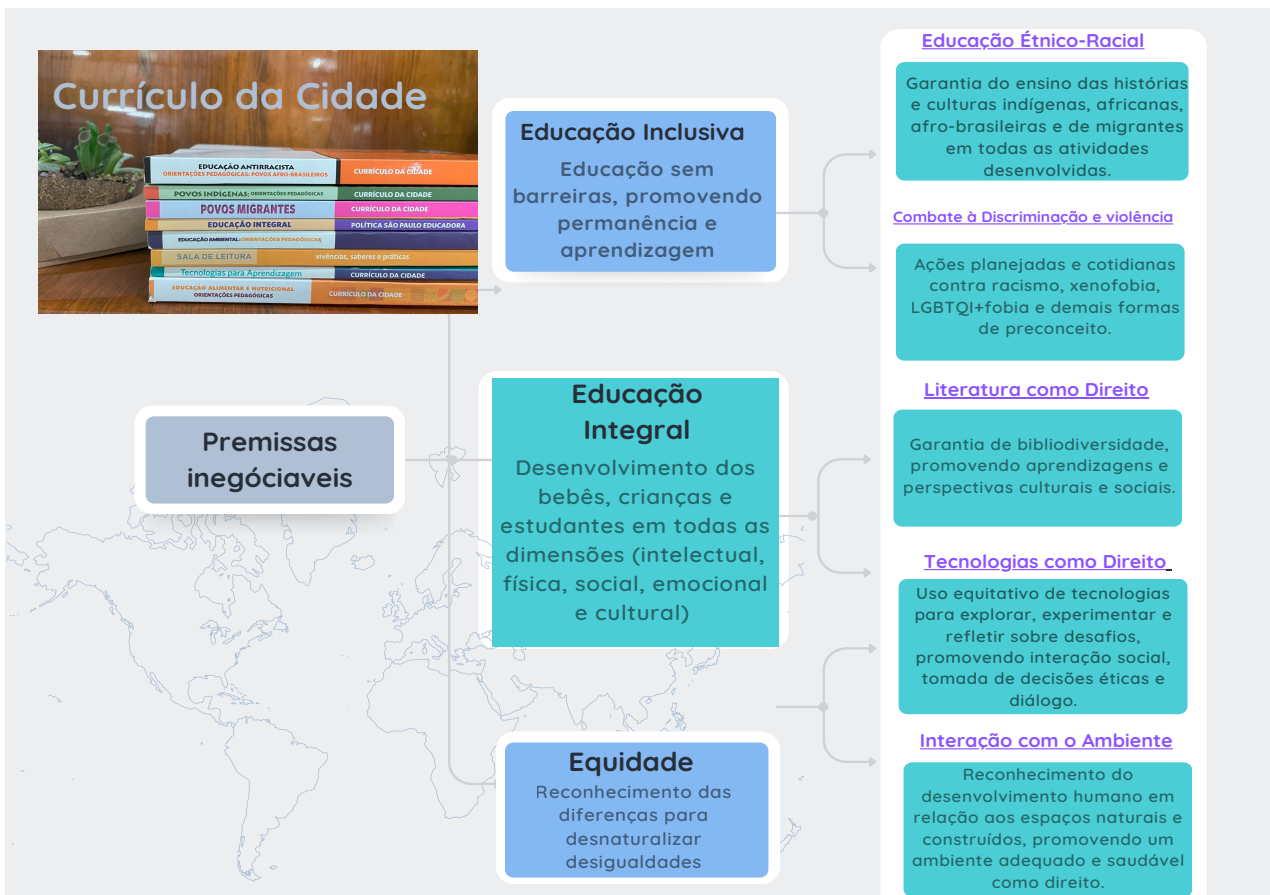 Currículo da Cidade
EDUCAÇÃO ANTIRRACISTA
ORIENTAÇÕES PEDAGÓGICAS: POVOS AFRO-BRASILEIROS
CURRÍCULO DA CIDADE
POVOS INDÍGENAS: ORIENTAÇÕES PEDAGÓGICAS
CURRÍCULO DA CIDADE
POVOS MIGRANTES
CURRÍCULO DA CIDADE
EDUCAÇÃO INTEGRAL
POLÍTICA SÃO PAULO EDUCADORA
EDUCAÇÃO AMBIENTAL: ORIENTAÇÕES PEDAGÓGICAS
SALA DE LEITURA
vivências, saberes e práticas
Tecnologias para Aprendizagem
CURRÍCULO DA CIDADE
EDUCAÇÃO ALIMENTAR E NUTRICIONAL
ORIENTAÇÕES PEDAGÓGICAS
CURRÍCULO DA CIDADE
Premissas
inegóciaveis
Educação Inclusiva
Educação sem
barreiras, promovendo
permanência e
aprendizagem
Educação
Integral
Desenvolvimento dos
bebês, crianças e
estudantes em todas as
dimensões (intelectual,
física, social, emocional
e cultural)
Equidade
Reconhecimento das
diferenças para
desnaturalizar
desigualdades
Educação Étnico-Racial
Garantia do ensino das histórias
e culturas indígenas, africanas,
afro-brasileiras e de migrantes
em todas as atividades
desenvolvidas.
Combate à Discriminação e violência
Ações planejadas e cotidianas
contra racismo, xenofobia,
LGBTQI+fobia e demais formas
de preconceito.
Literatura como Direito
Garantia de bibliodiversidade,
promovendo aprendizagens e
perspectivas culturais e sociais.
Tecnologias como Direito
Uso equitativo de tecnologias
para explorar, experimentar e
refletir sobre desafios,
promovendo interação social,
tomada de decisões éticas e
diálogo.
Interação com o Ambiente
Reconhecimento do
desenvolvimento humano em
relação aos espaços naturais e
construídos, promovendo um
ambiente adequado e saudável
como direito.